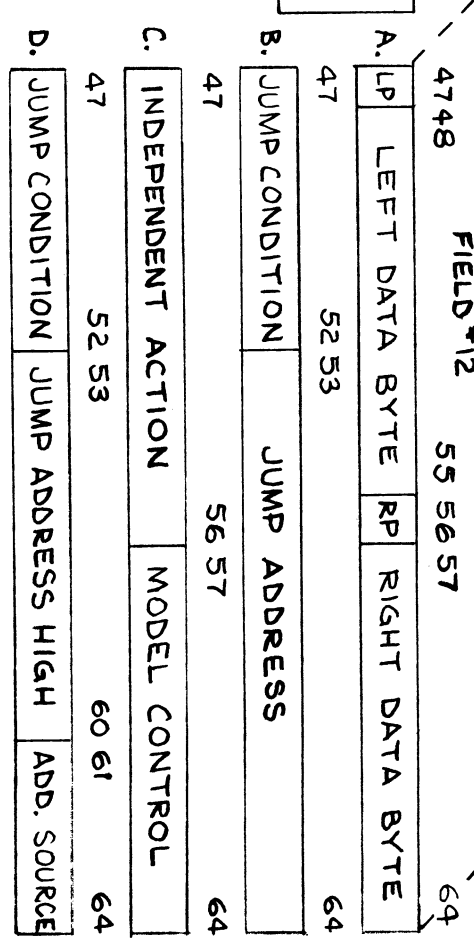 FIELD #12
47 48 55 56 57 64
A. LP LEFT DATA BYTE RP RIGHT DATA BYTE
47 52 53 64
B. JUMP CONDITION JUMP ADDRESS
47 56 57 64
C. INDEPENDENT ACTION MODEL CONTROL
47 52 53 60 61 64
D. JUMP CONDITION JUMP ADDRESS HIGH ADD. SOURCE